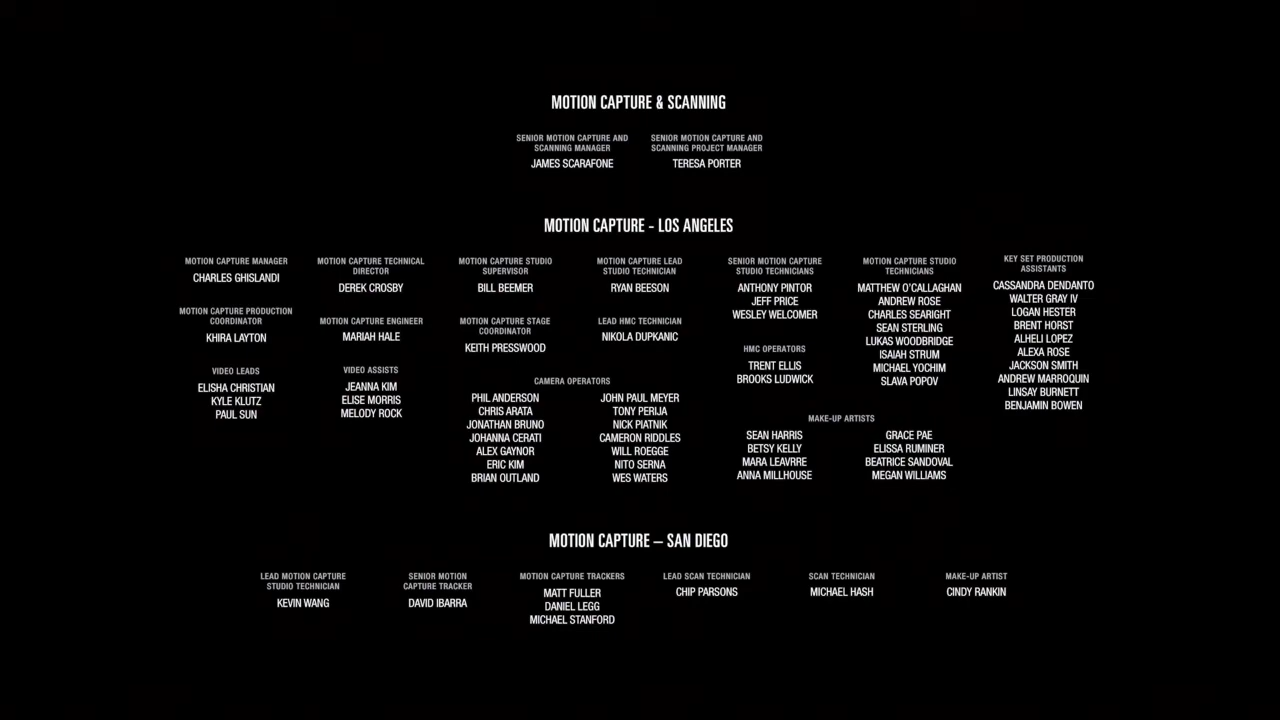 MOTION CAPTURE & SCANNING
SENIOR MOTION CAPTURE AND
SCANNING MANAGER
JAMES SCARAFONE
SENIOR MOTION CAPTURE AND
SCANNING PROJECT MANAGER
TERESA PORTER
MOTION CAPTURE - LOS ANGELES
MOTION CAPTURE MANAGER
CHARLES GHISLANDI
MOTION CAPTURE PRODUCTION
COORDINATOR
KHIRA LAYTON
VIDEO LEADS
ELISHA CHRISTIAN
KYLE KLUTZ
PAUL SUN
MOTION CAPTURE TECHNICAL
DIRECTOR
DEREK CROSBY
MOTION CAPTURE ENGINEER
MARIAH HALE
VIDEO ASSISTS
JEANNA KIM
ELISE MORRIS
MELODY ROCK
MOTION CAPTURE STUDIO
SUPERVISOR
BILL BEEMER
MOTION CAPTURE STAGE
COORDINATOR
KEITH PRESSWOOD
MOTION CAPTURE LEAD
STUDIO TECHNICIAN
RYAN BEESON
LEAD HMC TECHNICIAN
NIKOLA DUPKANIC
CAMERA OPERATORS
PHIL ANDERSON
CHRIS ARATA
JONATHAN BRUNO
JOHANNA CERATI
ALEX GAYNOR
ERIC KIM
BRIAN OUTLAND
JOHN PAUL MEYER
TONY PERIJA
NICK PIATNIK
CAMERON RIDDLES
WILL ROEGGE
NITO SERNA
WES WATERS
SENIOR MOTION CAPTURE
STUDIO TECHNICIANS
ANTHONY PINTOR
JEFF PRICE
WESLEY WELCOMER
HMC OPERATORS
TRENT ELLIS
BROOKS LUDWICK
MOTION CAPTURE STUDIO
TECHNICIANS
MATTHEW O'CALLAGHAN
ANDREW ROSE
CHARLES SEARIGHT
SEAN STERLING
LUKAS WOODBRIDGE
ISAIAH STRUM
MICHAEL YOCHIM
SLAVA POPOV
MAKE-UP ARTISTS
SEAN HARRIS
BETSY KELLY
MARA LEAVRRE
ANNA MILLHOUSE
GRACE PAE
ELISSA RUMINER
BEATRICE SANDOVAL
MEGAN WILLIAMS
KEY SET PRODUCTION
ASSISTANTS
CASSANDRA DENDANTO
WALTER GRAY IV
LOGAN HESTER
BRENT HORST
ALHELI LOPEZ
ALEXA ROSE
JACKSON SMITH
ANDREW MARROQUIN
LINSAY BURNETT
BENJAMIN BOWEN
MOTION CAPTURE – SAN DIEGO
LEAD MOTION CAPTURE
STUDIO TECHNICIAN
KEVIN WANG
SENIOR MOTION
CAPTURE TRACKER
DAVID IBARRA
MOTION CAPTURE TRACKERS
MATT FULLER
DANIEL LEGG
MICHAEL STANFORD
LEAD SCAN TECHNICIAN
CHIP PARSONS
SCAN TECHNICIAN
MICHAEL HASH
MAKE-UP ARTIST
CINDY RANKIN